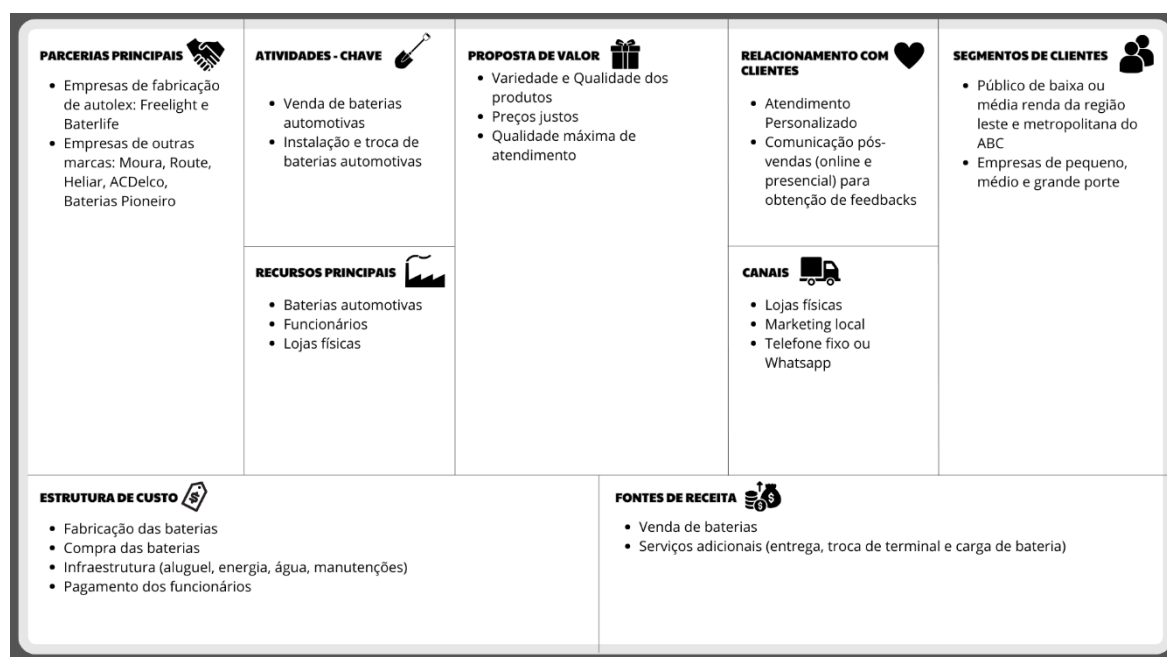 PARCERIAS PRINCIPAIS
• Empresas de fabricação
de autolex: Freelight e
Baterlife
• Empresas de outras
marcas: Moura, Route,
Heliar, ACDelco,
Baterias Pioneiro
ATIVIDADES - CHAVE
• Venda de baterias
automotivas
• Instalação e troca de
baterias automotivas
RECURSOS PRINCIPAIS
• Baterias automotivas
• Funcionários
• Lojas físicas
PROPOSTA DE VALOR
• Variedade e Qualidade dos
produtos
• Preços justos
• Qualidade máxima de
atendimento
RELACIONAMENTO COM
CLIENTES
• Atendimento
Personalizado
• Comunicação pós-
vendas (online e
presencial) para
obtenção de feedbacks
CANAIS
• Lojas físicas
• Marketing local
• Telefone fixo ou
Whatsapp
SEGMENTOS DE CLIENTES
• Público de baixa ou
média renda da região
leste e metropolitana do
ABC
• Empresas de pequeno,
médio e grande porte
ESTRUTURA DE CUSTO
• Fabricação das baterias
• Compra das baterias
• Infraestrutura (aluguel, energia, água, manutenções)
• Pagamento dos funcionários
FONTES DE RECEITA
• Venda de baterias
• Serviços adicionais (entrega, troca de terminal e carga de bateria)